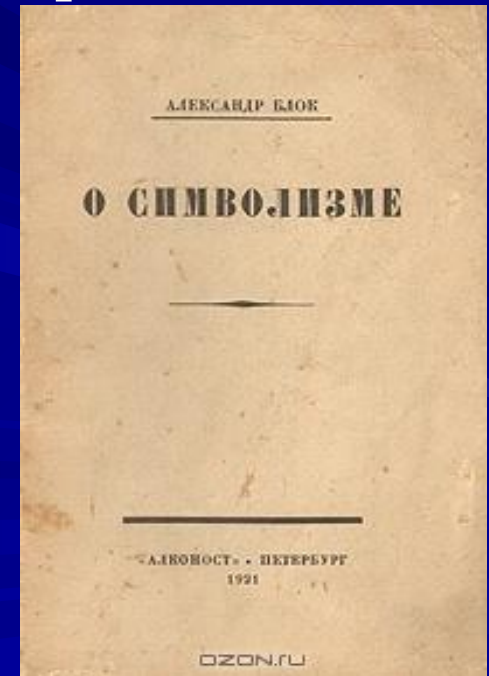 АЛЕКСАНДР БЛОК
О СИМВОЛИЗМЕ
"АЛКОНОСТ" • ПЕТЕРБУРГ
1921
OZON.RU